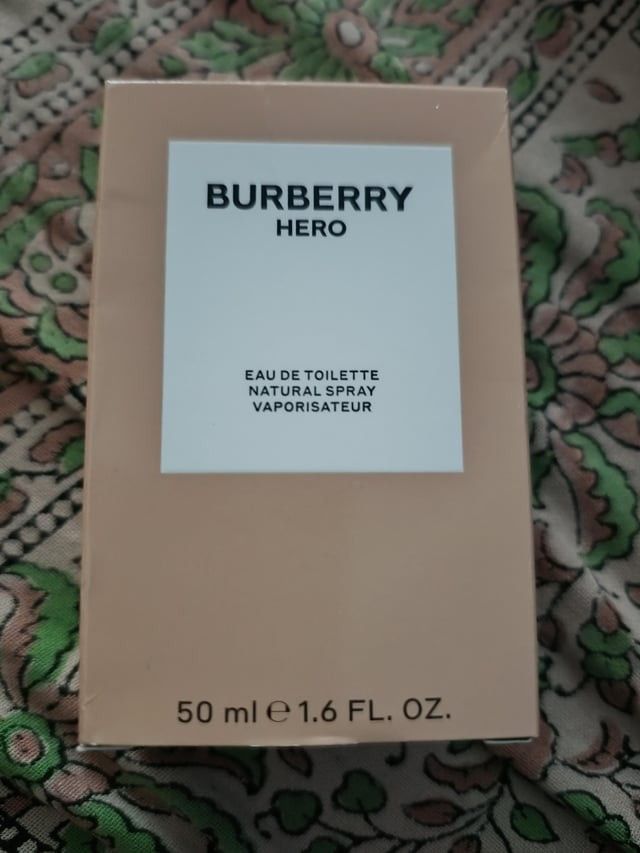 BURBERRY
HERO
EAU DE TOILETTE
NATURAL SPRAY
VAPORISATEUR
50 ml ℮ 1.6 FL. OZ.